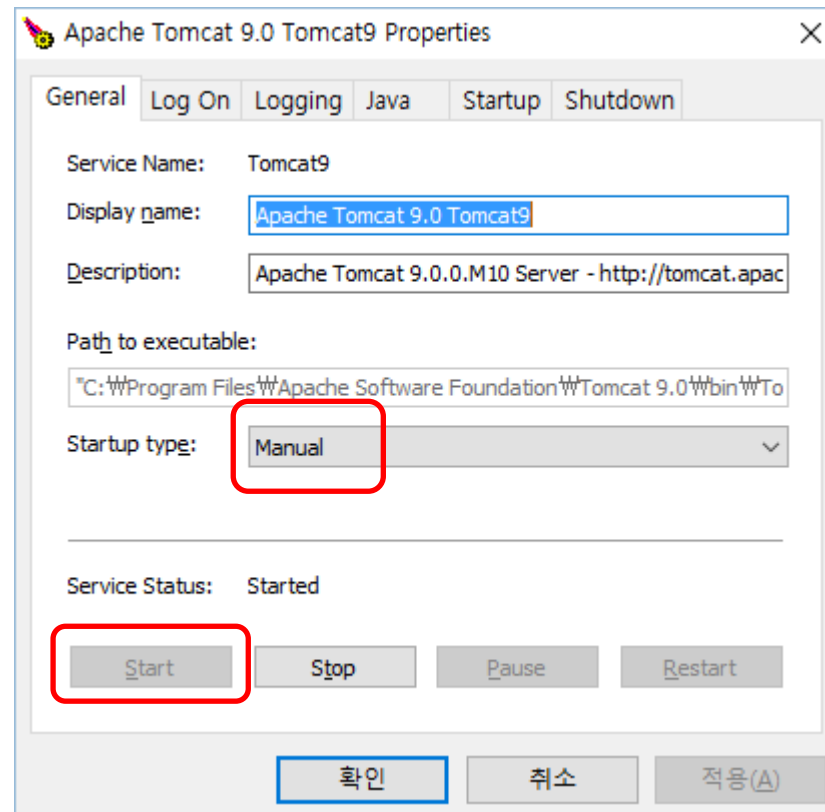 Apache Tomcat 9.0 Tomcat9 Properties
General Log On Logging Java Startup Shutdown
Service Name: Tomcat9
Display name: Apache Tomcat 9.0 Tomcat9
Description: Apache Tomcat 9.0.0.M10 Server - http://tomcat.apac
Path to executable:
"C:₩Program Files₩Apache Software Foundation₩Tomcat 9.0₩bin₩To
Startup type: Manual
Service Status: Started
Start Stop Pause Restart
확인 취소 적용(A)